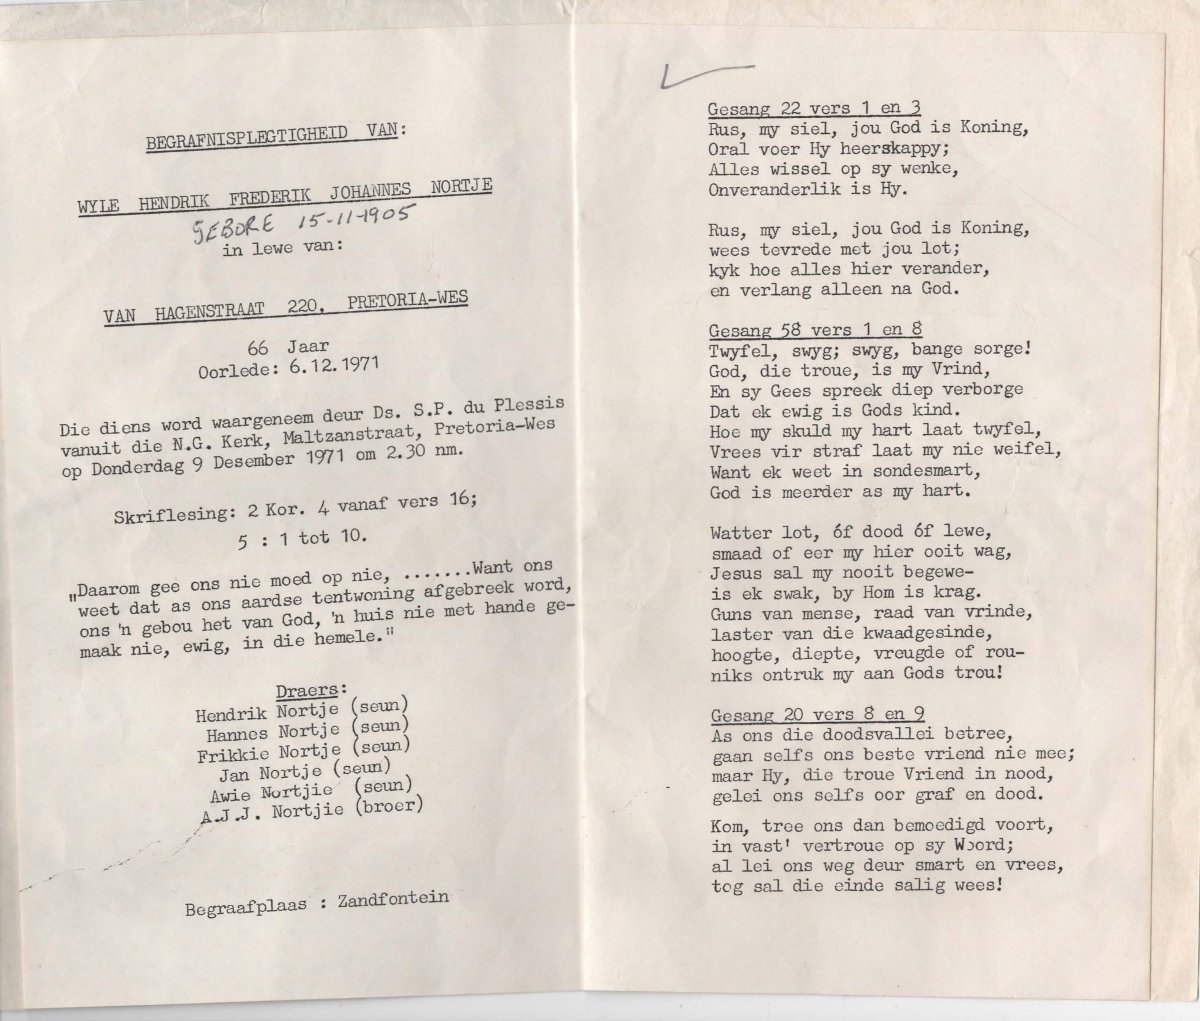 BEGRAFNISPLEGTIGHEID VAN:
WYLE HENDRIK FREDERIK JOHANNES NORTJE
GEBORE 15-11-1905
in lewe van:
VAN HAGENSTRAAT 220, PRETORIA-WES
66 Jaar
Oorlede: 6.12.1971
Die diens word waargeneem deur Ds. S.P. du Plessis
vanuit die N.G. Kerk, Maltzanstraat, Pretoria-Wes
op Donderdag 9 Desember 1971 om 2.30 nm.
Skriflesing: 2 Kor. 4 vanaf vers 16;
5 : 1 tot 10.
„Daarom gee ons nie moed op nie, .......Want ons
weet dat as ons aardse tentwoning afgebreek word,
ons 'n gebou het van God, 'n huis nie met hande ge-
maak nie, ewig, in die hemele."
Draers:
Hendrik Nortje (seun)
Hannes Nortje (seun)
Frikkie Nortje (seun)
Jan Nortje (seun)
Awie Nortjie (seun)
A.J.J. Nortjie (broer)
Begraafplaas : Zandfontein
Gesang 22 vers 1 en 3
Rus, my siel, jou God is Koning,
Oral voer Hy heerskappy;
Alles wissel op sy wenke,
Onveranderlik is Hy.
Rus, my siel, jou God is Koning,
wees tevrede met jou lot;
kyk hoe alles hier verander,
en verlang alleen na God.
Gesang 58 vers 1 en 8
Twyfel, swyg; swyg, bange sorge!
God, die troue, is my Vrind,
En sy Gees spreek diep verborge
Dat ek ewig is Gods kind.
Hoe my skuld my hart laat twyfel,
Vrees vir straf laat my nie weifel,
Want ek weet in sondesmart,
God is meerder as my hart.
Watter lot, óf dood óf lewe,
smaad of eer my hier ooit wag,
Jesus sal my nooit begewe-
is ek swak, by Hom is krag.
Guns van mense, raad van vrinde,
laster van die kwaadgesinde,
hoogte, diepte, vreugde of rou-
niks ontruk my aan Gods trou!
Gesang 20 vers 8 en 9
As ons die doodsvallei betree,
gaan selfs ons beste vriend nie mee;
maar Hy, die troue Vriend in nood,
gelei ons selfs oor graf en dood.
Kom, tree ons dan bemoedigd voort,
in vast' vertroue op sy Woord;
al lei ons weg deur smart en vrees,
tog sal die einde salig wees!